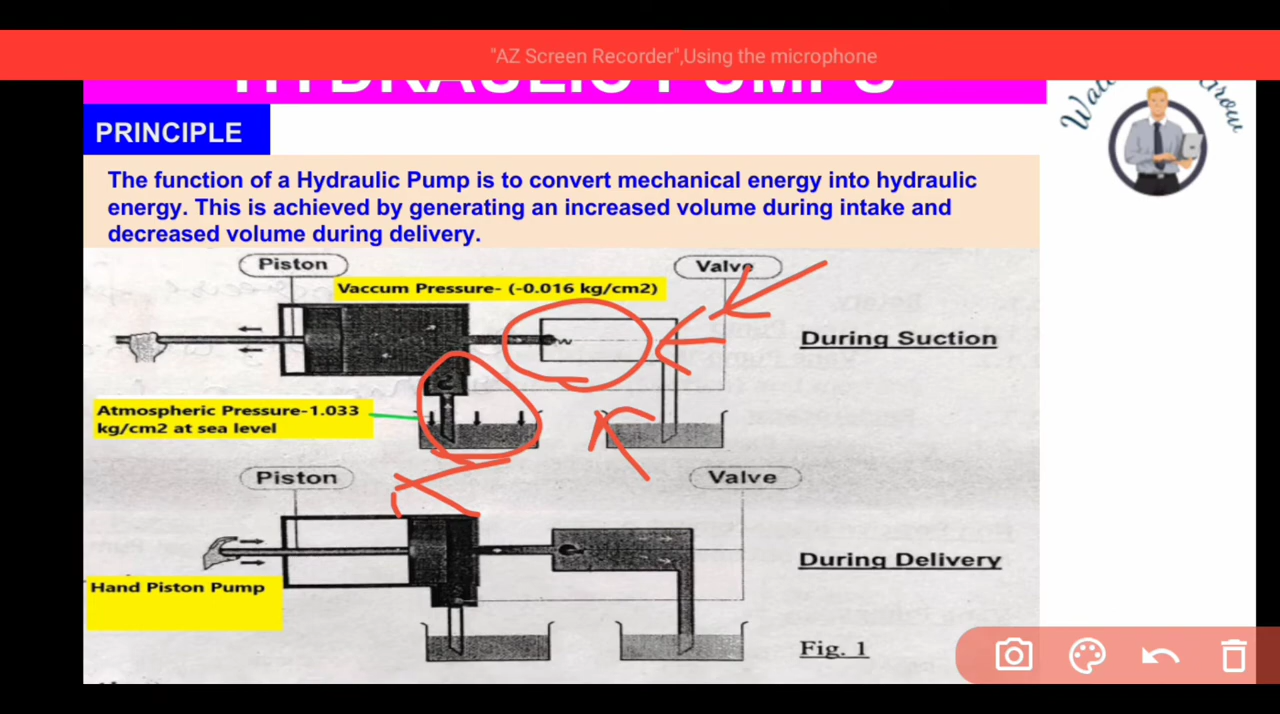 "AZ Screen Recorder",Using the microphone
HYDRAULIC PUMPS
PRINCIPLE
The function of a Hydraulic Pump is to convert mechanical energy into hydraulic
energy. This is achieved by generating an increased volume during intake and
decreased volume during delivery.
Piston
Valve
Vaccum Pressure- (-0.016 kg/cm2)
During Suction
Atmospheric Pressure-1.033
kg/cm2 at sea level
Piston
Valve
During Delivery
Hand Piston Pump
Fig. 1